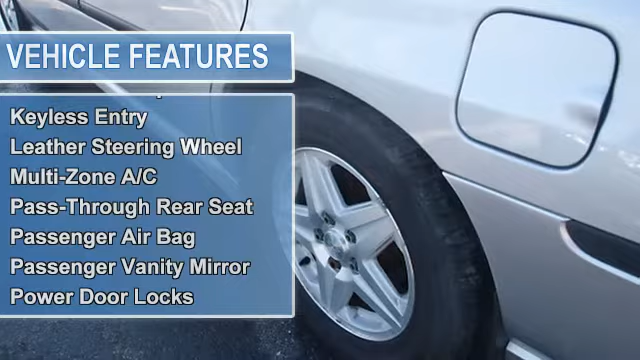 VEHICLE FEATURES
Keyless Entry
Leather Steering Wheel
Multi-Zone A/C
Pass-Through Rear Seat
Passenger Air Bag
Passenger Vanity Mirror
Power Door Locks